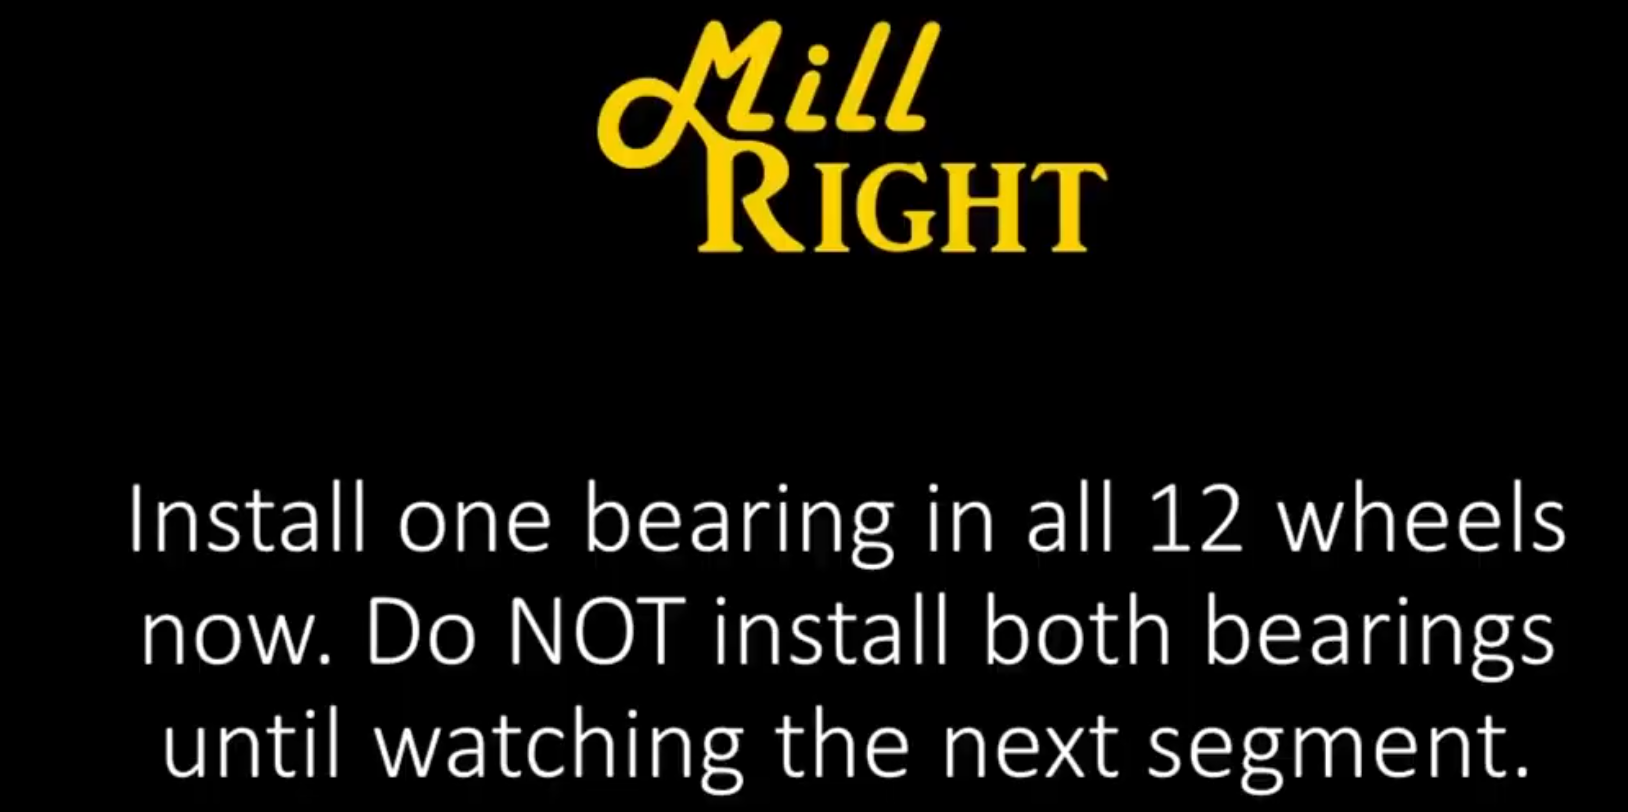 Mill
RIGHT
Install one bearing in all 12 wheels
now. Do NOT install both bearings
until watching the next segment.